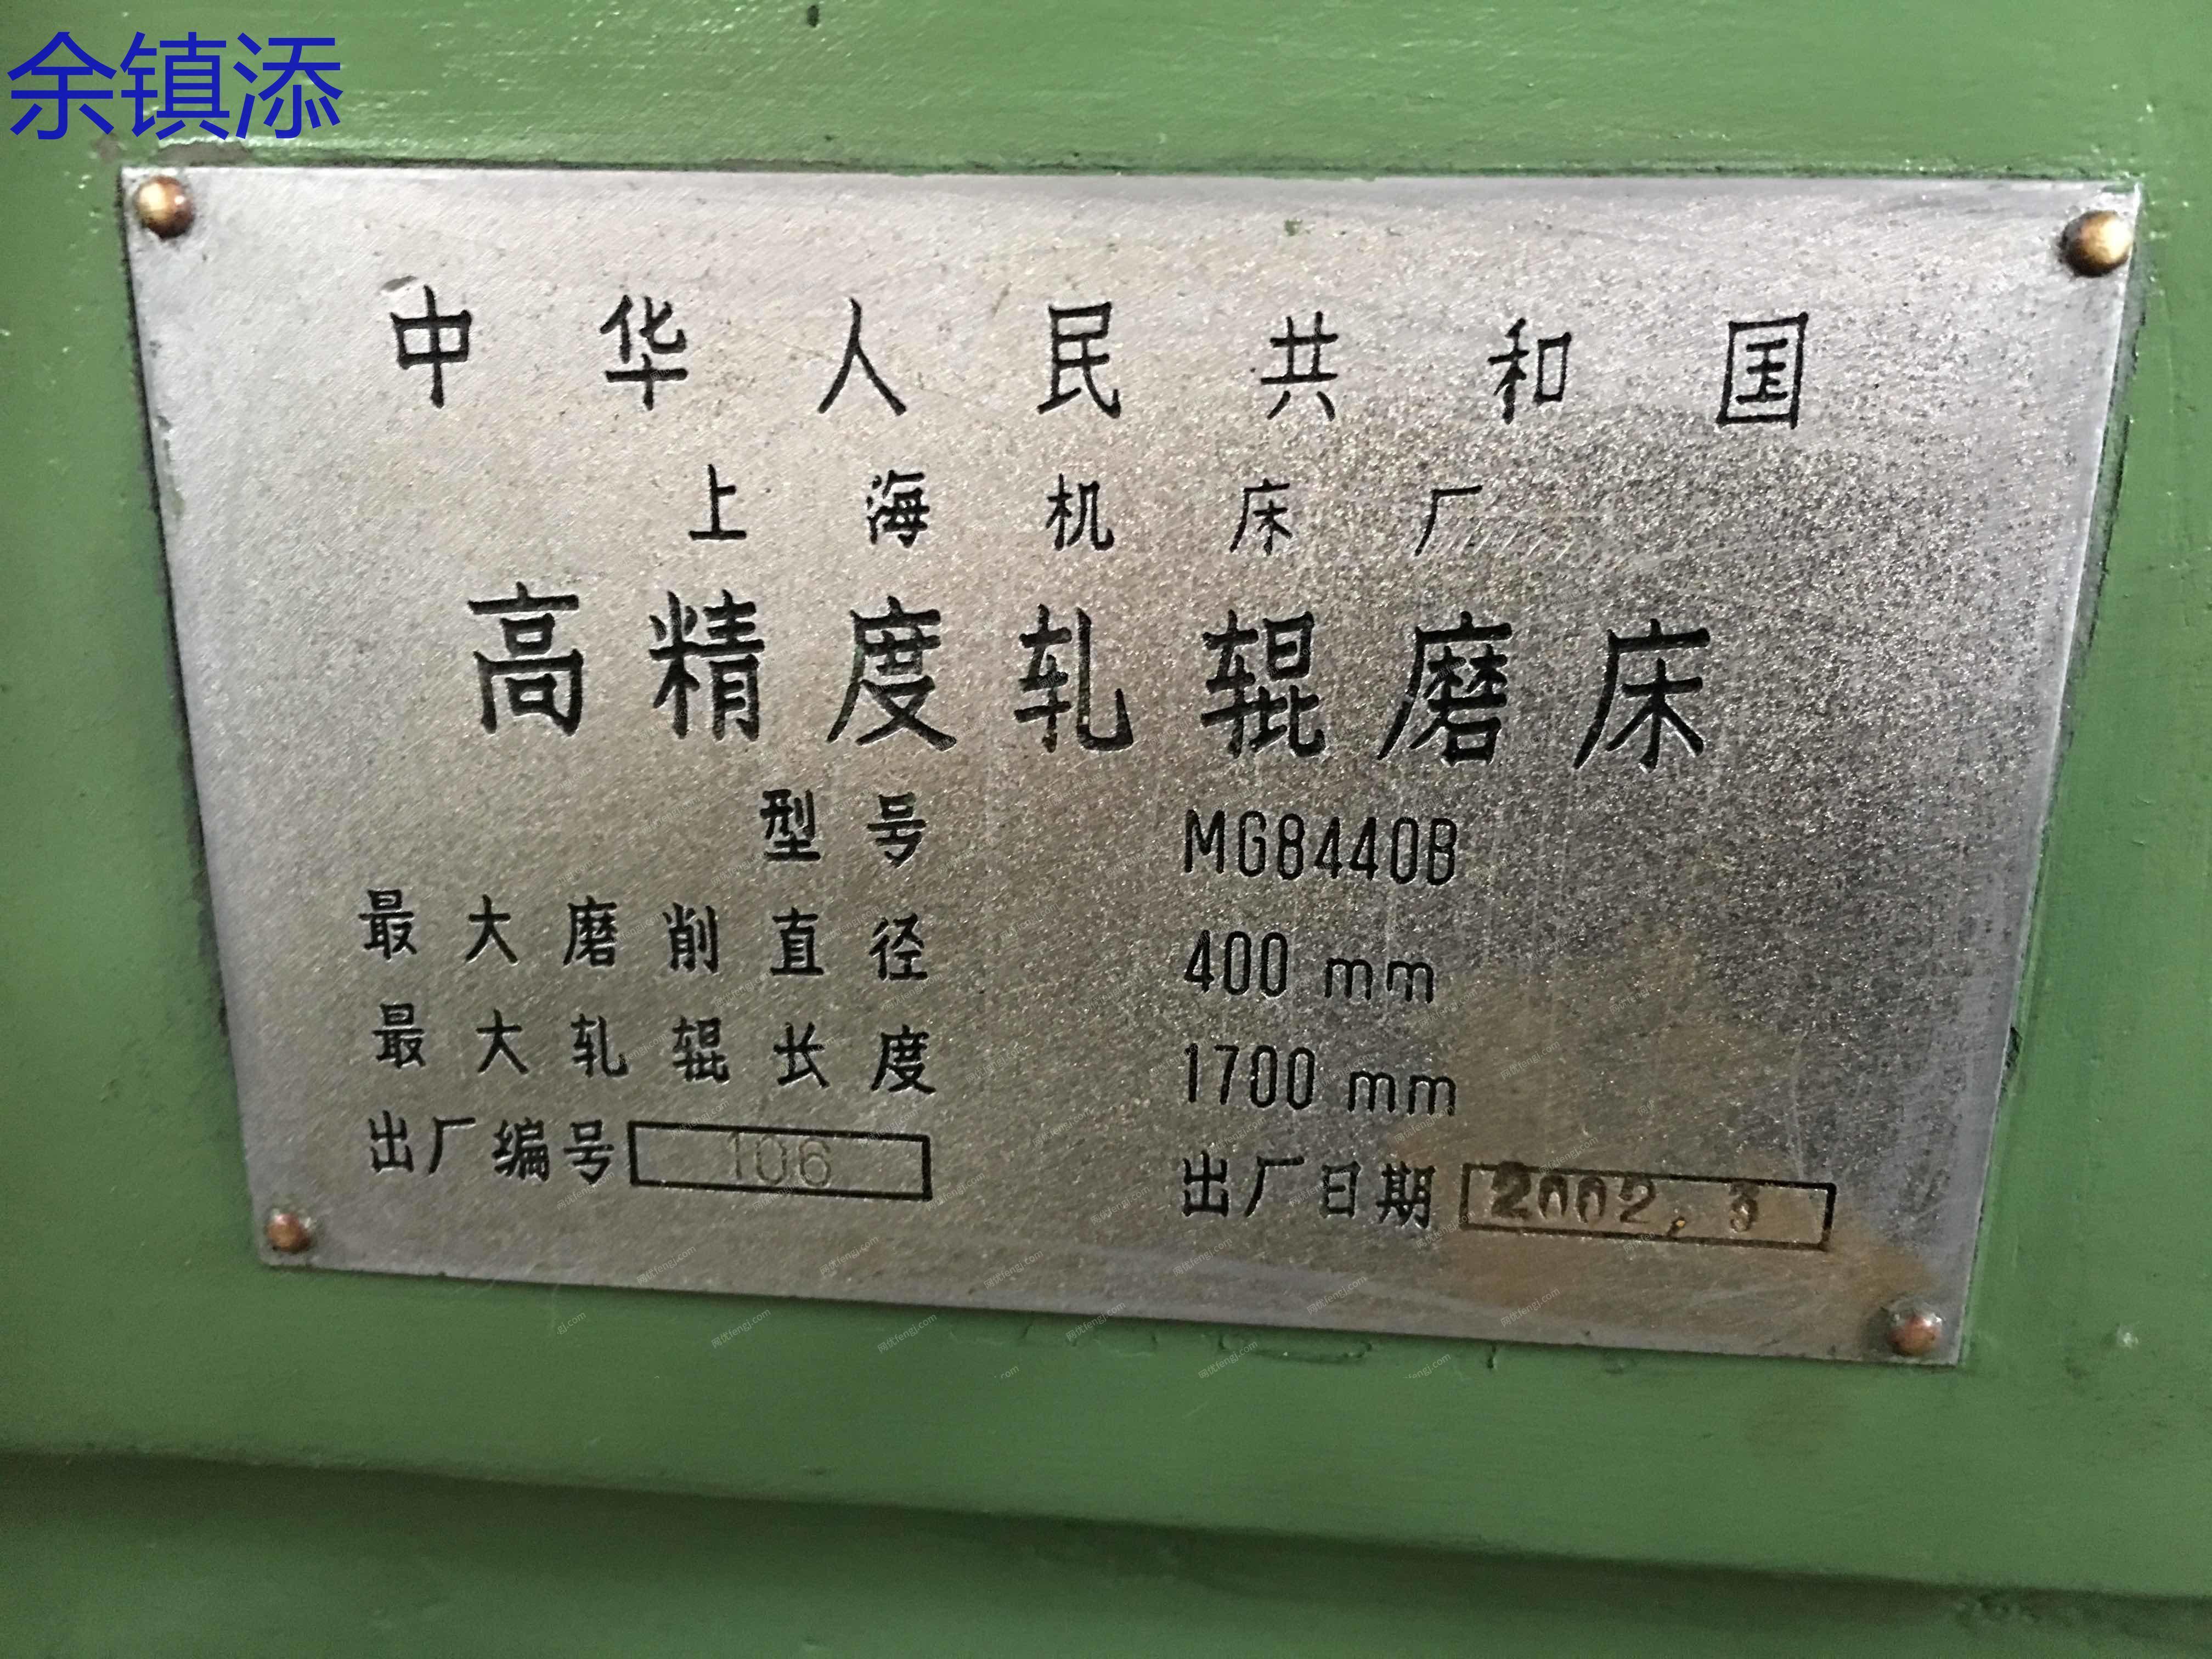 余镇添
中华人民共和国
上海机床厂
高精度轧辊磨床
型号 MG8440B
最大磨削直径 400 mm
最大轧辊长度 1700 mm
出厂编号 106 出厂日期 2002.3